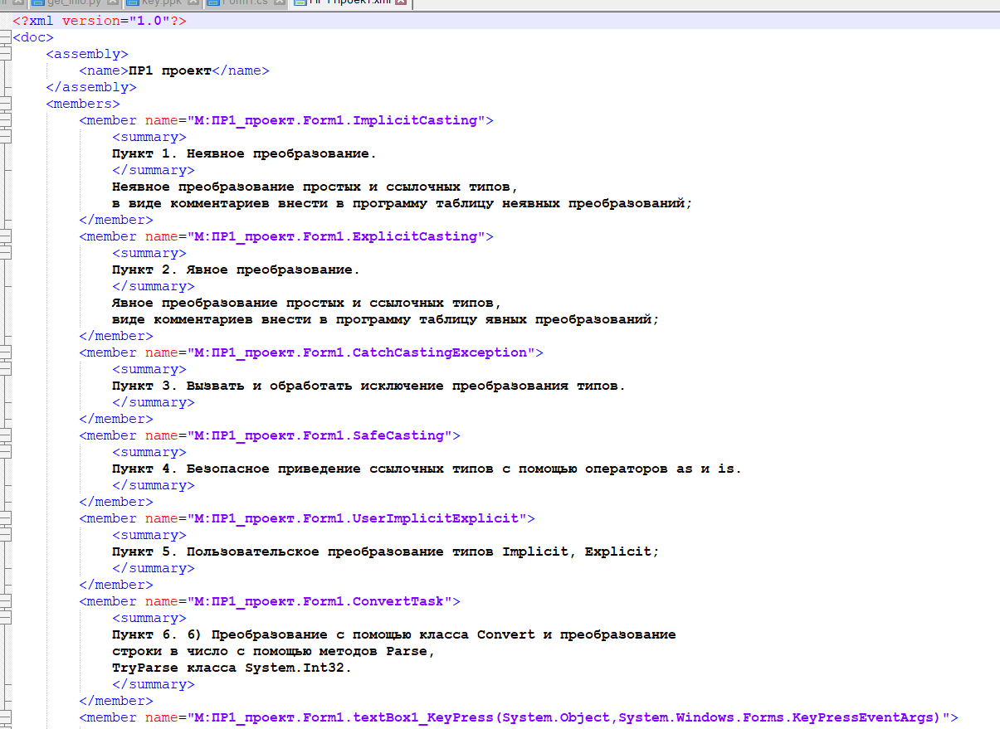 get_info.py key.ppk Form1.cs
<?xml version="1.0"?>
<doc>
<assembly>
<name>ПР1 проект</name>
</assembly>
<members>
<member name="M:ПР1_проект.Form1.ImplicitCasting">
<summary>
Пункт 1. Неявное преобразование.
</summary>
Неявное преобразование простых и ссылочных типов,
в виде комментариев внести в программу таблицу неявных преобразований;
</member>
<member name="M:ПР1_проект.Form1.ExplicitCasting">
<summary>
Пункт 2. Явное преобразование.
</summary>
Явное преобразование простых и ссылочных типов,
виде комментариев внести в программу таблицу явных преобразований;
</member>
<member name="M:ПР1_проект.Form1.CatchCastingException">
<summary>
Пункт 3. Вызвать и обработать исключение преобразования типов.
</summary>
</member>
<member name="M:ПР1_проект.Form1.SafeCasting">
<summary>
Пункт 4. Безопасное приведение ссылочных типов с помощью операторов as и is.
</summary>
</member>
<member name="M:ПР1_проект.Form1.UserImplicitExplicit">
<summary>
Пункт 5. Пользовательское преобразование типов Implicit, Explicit;
</summary>
</member>
<member name="M:ПР1_проект.Form1.ConvertTask">
<summary>
Пункт 6. 6) Преобразование с помощью класса Convert и преобразование
строки в число с помощью методов Parse,
TryParse класса System.Int32.
</summary>
</member>
<member name="M:ПР1_проект.Form1.textBox1_KeyPress(System.Object,System.Windows.Forms.KeyPressEventArgs)">